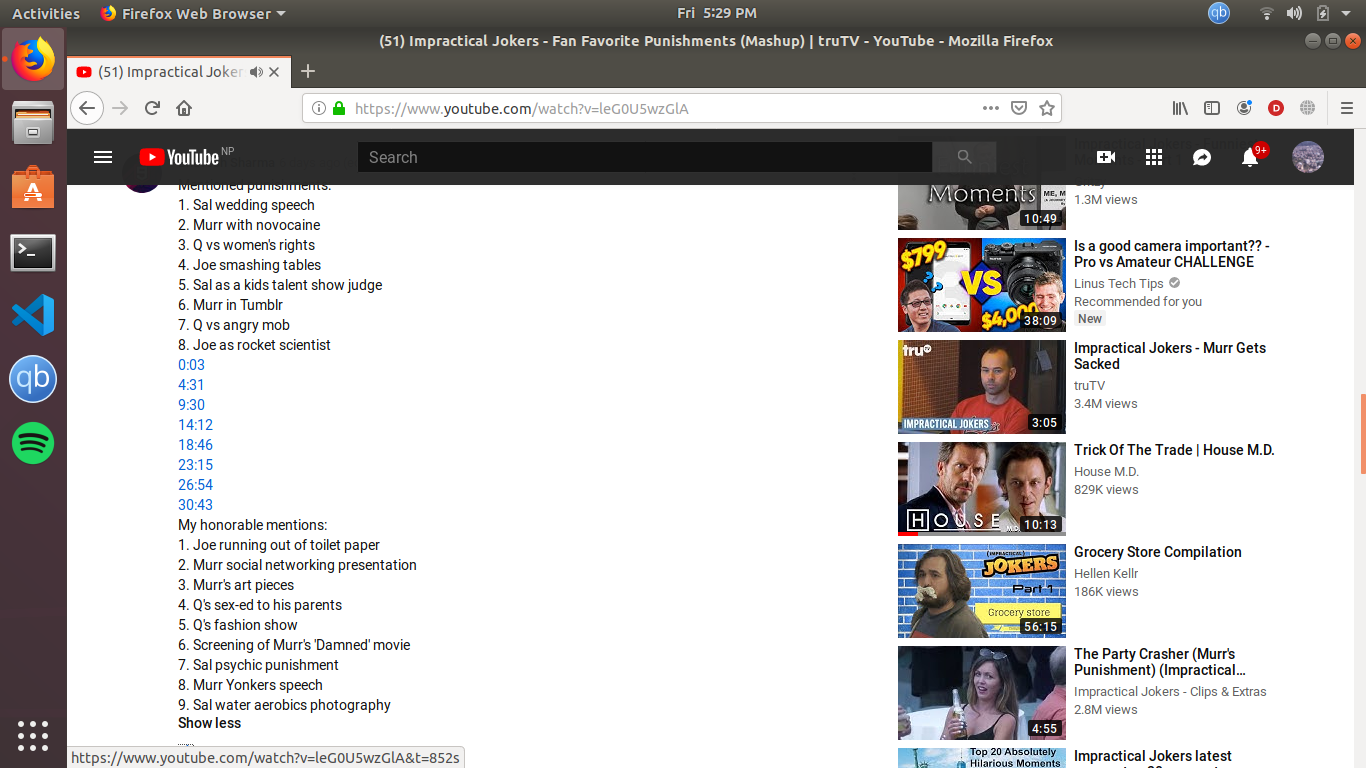 Activities
Firefox Web Browser
Fri 5:29 PM
qb
(51) Impractical Jokers - Fan Favorite Punishments (Mashup) | truTV - YouTube - Mozilla Firefox
(51) Impractical Joker
https://www.youtube.com/watch?v=leG0U5wzGlA
D
YouTube NP
Search
9+
Mentioned punishments:
1. Sal wedding speech
2. Murr with novocaine
3. Q vs women's rights
4. Joe smashing tables
5. Sal as a kids talent show judge
6. Murr in Tumblr
7. Q vs angry mob
8. Joe as rocket scientist
0:03
4:31
9:30
14:12
18:46
23:15
26:54
30:43
My honorable mentions:
1. Joe running out of toilet paper
2. Murr social networking presentation
3. Murr's art pieces
4. Q's sex-ed to his parents
5. Q's fashion show
6. Screening of Murr's 'Damned' movie
7. Sal psychic punishment
8. Murr Yonkers speech
9. Sal water aerobics photography
Show less
https://www.youtube.com/watch?v=leG0U5wzGlA&t=852s
Moments
10:49
1.3M views
$799
VS
$4,000
38:09
Is a good camera important?? -
Pro vs Amateur CHALLENGE
Linus Tech Tips
Recommended for you
New
truTV
IMPRACTICAL JOKERS
3:05
Impractical Jokers - Murr Gets
Sacked
truTV
3.4M views
HOUSE M.D.
10:13
Trick Of The Trade | House M.D.
House M.D.
829K views
IMPRACTICAL
JOKERS
Part 1
Grocery store
56:15
Grocery Store Compilation
Hellen Kellr
186K views
4:55
The Party Crasher (Murr's
Punishment) (Impractical...
Impractical Jokers - Clips & Extras
2.8M views
Top 20 Absolutely
Hilarious Moments
Impractical Jokers latest
qb